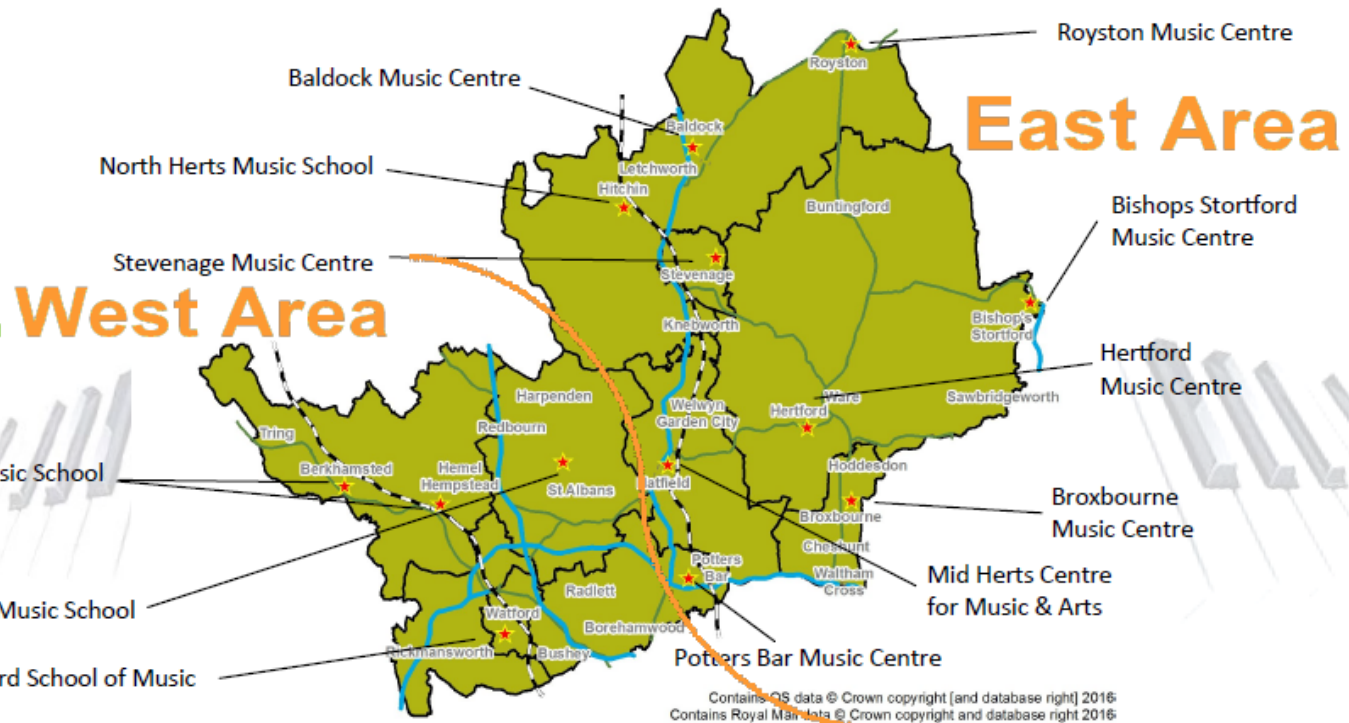 Royston Music Centre
Baldock Music Centre
East Area
North Herts Music School
Bishops Stortford
Music Centre
Stevenage Music Centre
West Area
Hertford
Music Centre
Music School
Broxbourne
Music Centre
Mid Herts Centre
for Music & Arts
Music School
School of Music
Potters Bar Music Centre
Royston
Baldock
Letchworth
Hitchin
Buntingford
Stevenage
Knebworth
Bishop's
Stortford
Harpenden
Welwyn
Garden City
Ware
Hertford
Sawbridgeworth
Redbourn
Tring
Berkhamsted
Hemel
Hempstead
St Albans
Hatfield
Hoddesdon
Broxbourne
Cheshunt
Waltham
Cross
Potters
Bar
Radlett
Watford
Borehamwood
Rickmansworth
Bushey
Contains OS data © Crown copyright [and database right] 2016
Contains Royal Mail data © Crown copyright and database right 2016